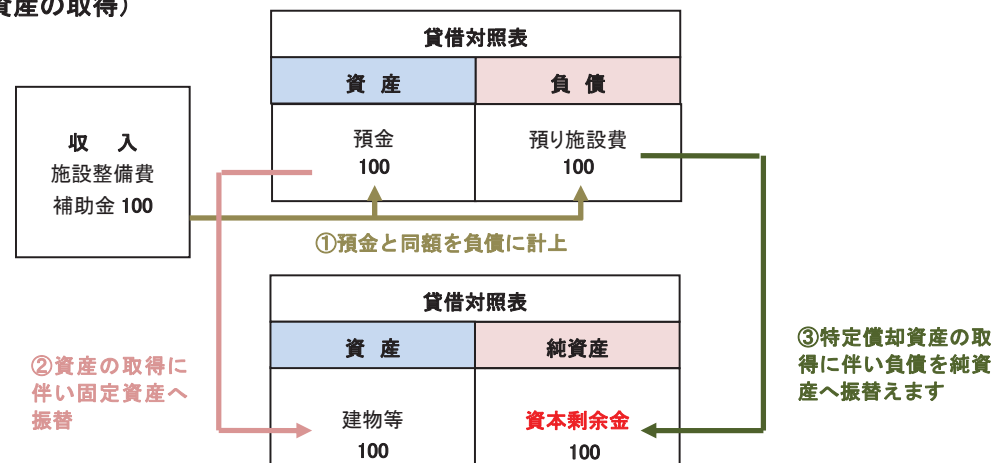 資産の取得）
貸借対照表
資 産
負 債
収 入
施設整備費
補助金 100
預金
100
預り施設費
100
①預金と同額を負債に計上
貸借対照表
資 産
純資産
②資産の取得に
伴い固定資産へ
振替
建物等
100
資本剰余金
100
③特定償却資産の取
得に伴い負債を純資
産へ振替えます